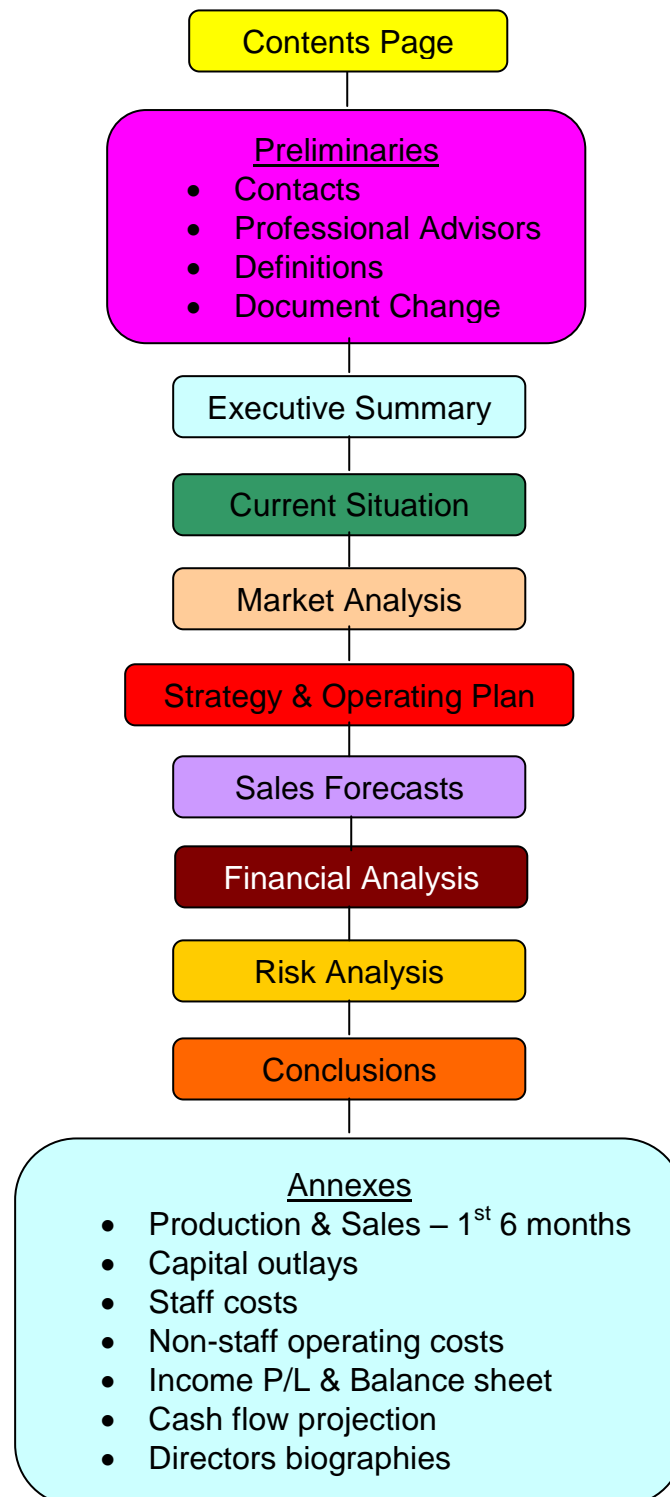 Contents Page
Preliminaries
• Contacts
• Professional Advisors
• Definitions
• Document Change
Executive Summary
Current Situation
Market Analysis
Strategy & Operating Plan
Sales Forecasts
Financial Analysis
Risk Analysis
Conclusions
Annexes
• Production & Sales – 1st 6 months
• Capital outlays
• Staff costs
• Non-staff operating costs
• Income P/L & Balance sheet
• Cash flow projection
• Directors biographies